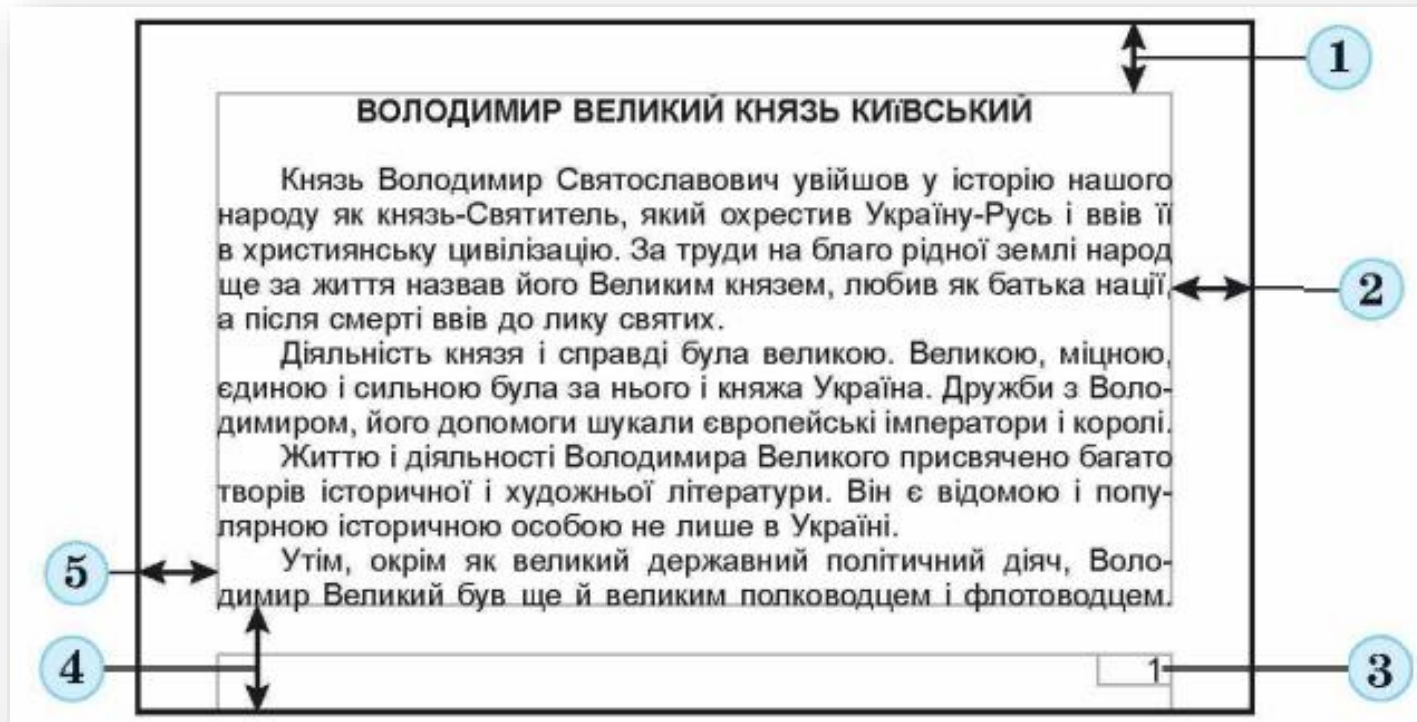 1
ВОЛОДИМИР ВЕЛИКИЙ КНЯЗЬ КИїВСЬКИЙ
Князь Володимир Святославович увійшов у історію нашого
народу як князь-Святитель, який охрестив Україну-Русь і ввів її
в християнську цивілізацію. За труди на благо рідної землі народ
ще за життя назвав його Великим князем, любив як батька нації,
2
а після смерті ввів до лику святих.
Діяльність князя і справді була великою. Великою, міцною,
єдиною і сильною була за нього і княжа Україна. Дружби з Воло-
димиром, його допомоги шукали європейські імператори і королі.
Життю і діяльності Володимира Великого присвячено багато
творів історичної і художньої літератури. Він є відомою і попу-
лярною історичною особою не лише в Україні.
Утім, окрім як великий державний політичний діяч, Воло-
5
димир Великий був ще й великим полководцем і флотоводцем.
4
1
3